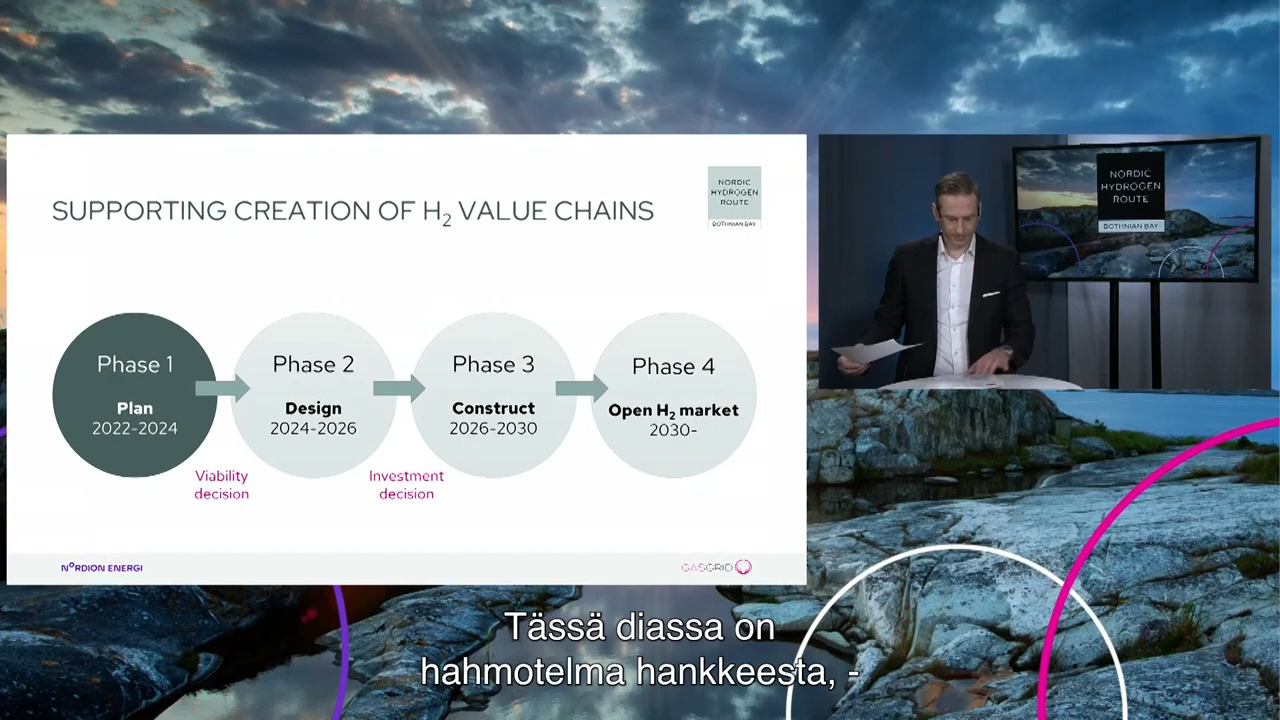 SUPPORTING CREATION OF H₂ VALUE CHAINS
NORDIC
HYDROGEN
ROUTE
BOTHNIAN BAY
Phase 1
Plan
2022-2024
Phase 2
Design
2024-2026
Phase 3
Construct
2026-2030
Phase 4
Open H₂ market
2030-
Viability
decision
Investment
decision
NORDION ENERGI
GASGRID
NORDIC
HYDROGEN
ROUTE
BOTHNIAN BAY
Tässä diassa on
hahmotelma hankkeesta, -